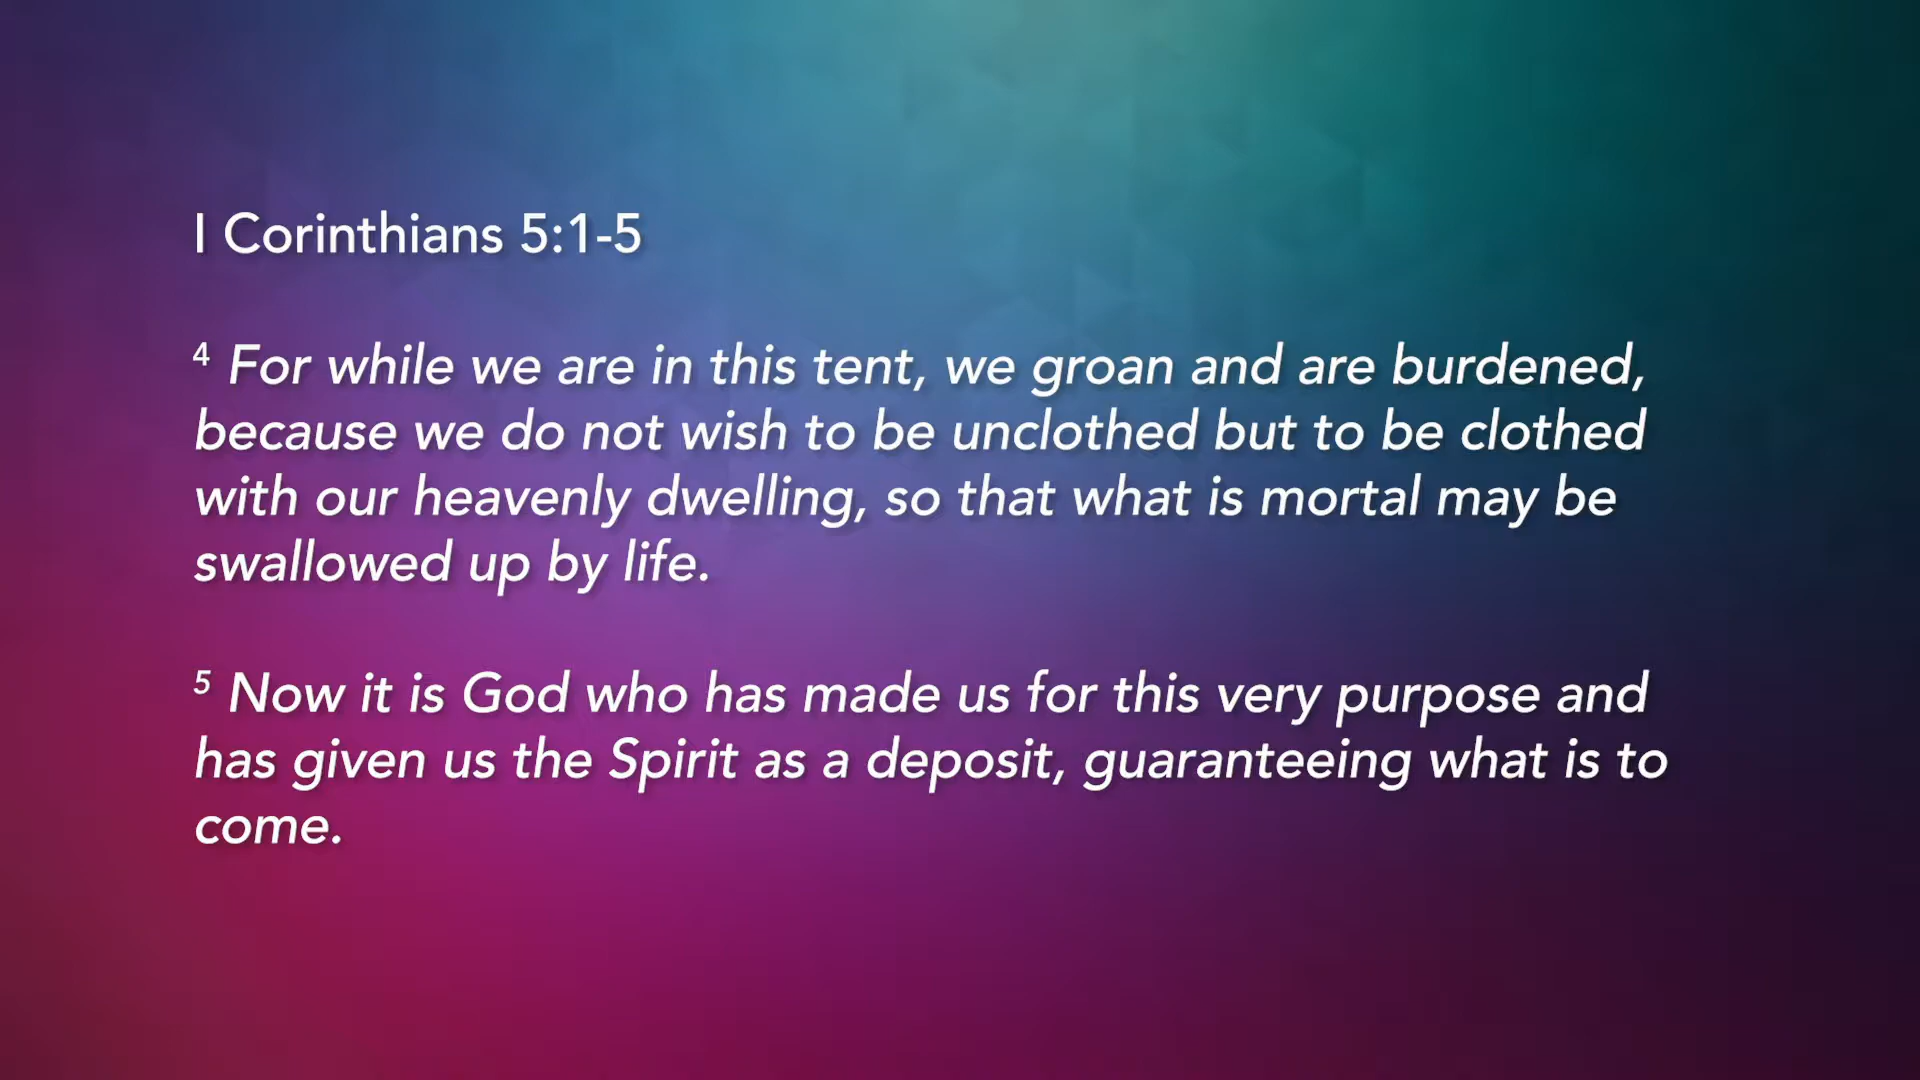 I Corinthians 5:1-5
⁴ For while we are in this tent, we groan and are burdened,
because we do not wish to be unclothed but to be clothed
with our heavenly dwelling, so that what is mortal may be
swallowed up by life.
⁵ Now it is God who has made us for this very purpose and
has given us the Spirit as a deposit, guaranteeing what is to
come.